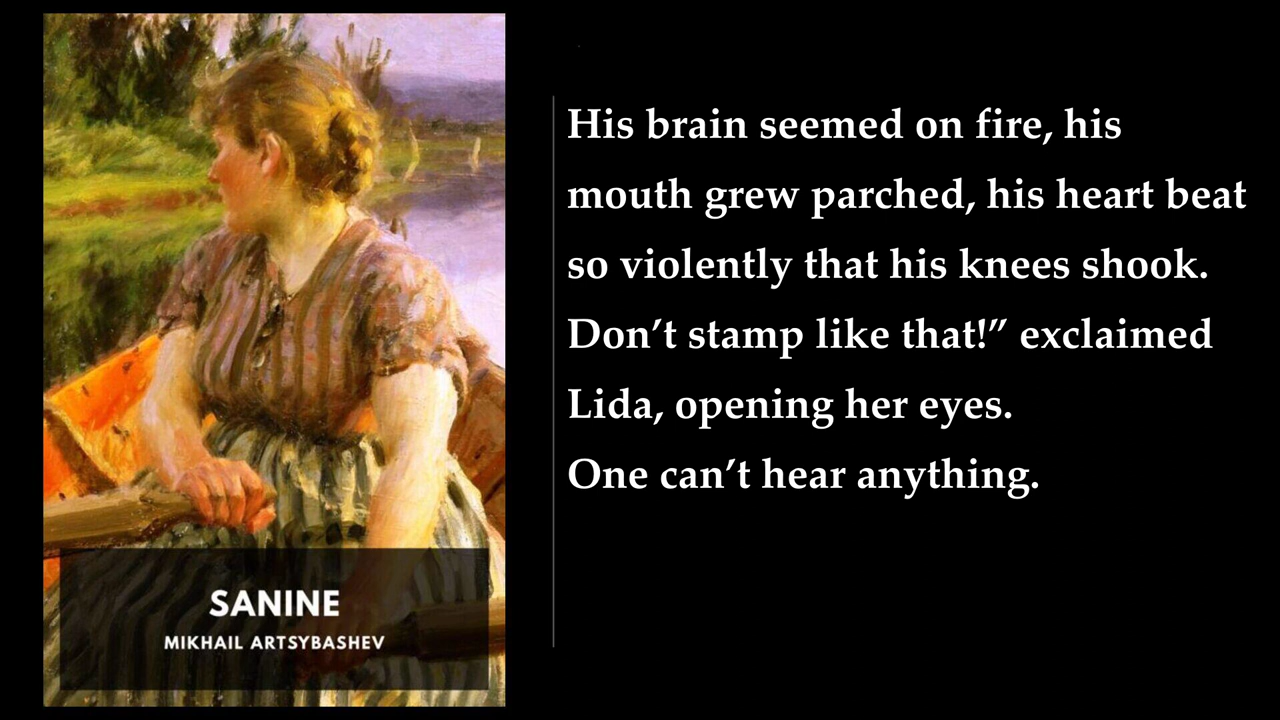 SANINE
MIKHAIL ARTSYBASHEV
His brain seemed on fire, his
mouth grew parched, his heart beat
so violently that his knees shook.
Don’t stamp like that!” exclaimed
Lida, opening her eyes.
One can’t hear anything.